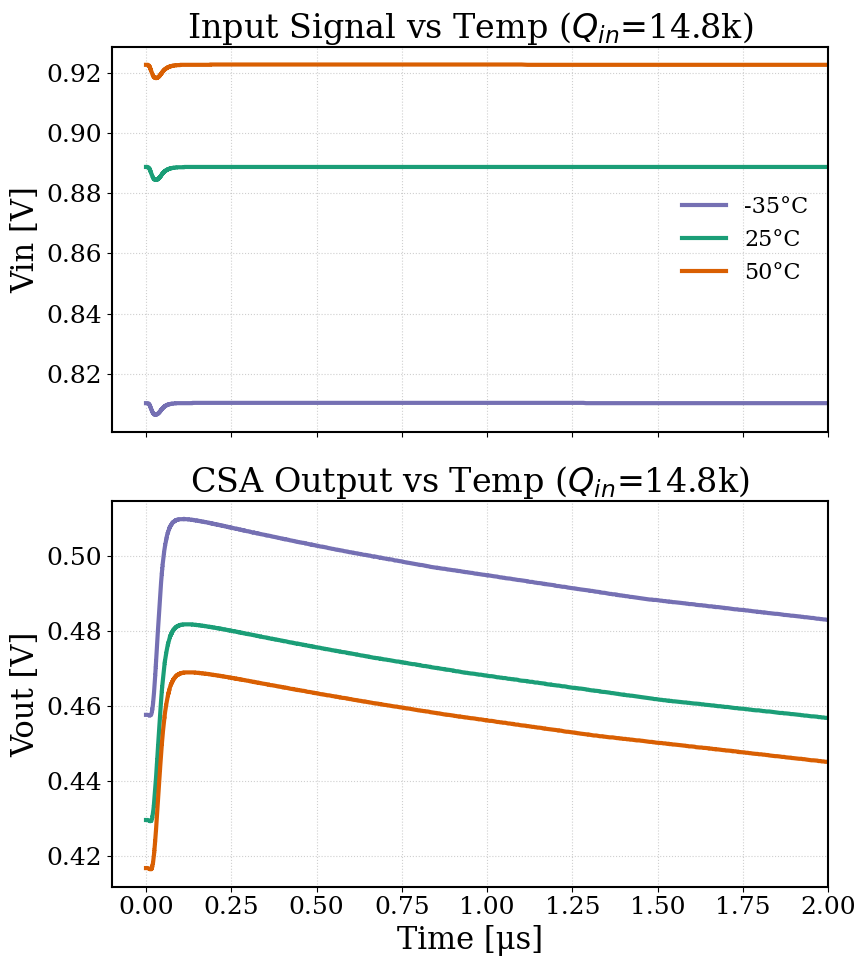 Input Signal vs Temp (Qin=14.8k)
Vin [V]
0.92
0.90
0.88
0.86
0.84
0.82
-35°C
25°C
50°C
CSA Output vs Temp (Qin=14.8k)
Vout [V]
0.50
0.48
0.46
0.44
0.42
0.00 0.25 0.50 0.75 1.00 1.25 1.50 1.75 2.00
Time [µs]